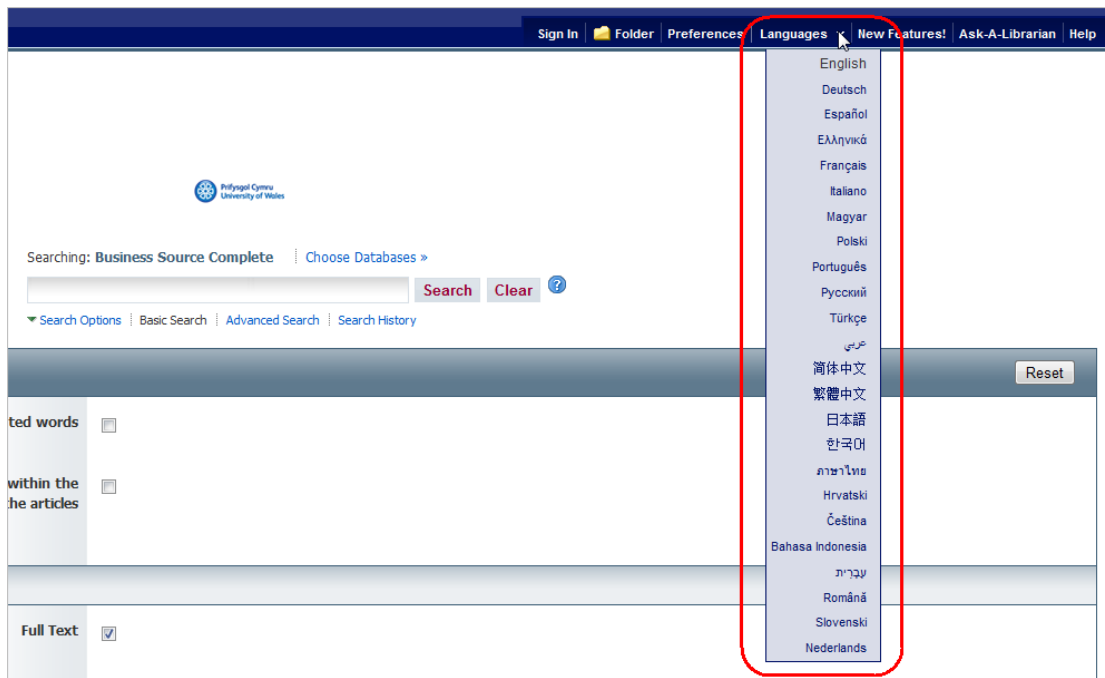 Sign In Folder Preferences Languages New Features! Ask-A-Librarian Help
English
Deutsch
Español
Ελληνικά
Français
Italiano
Magyar
Polski
Português
Русский
Türkçe
عربي
简体中文
繁體中文
日本語
한국어
ภาษาไทย
Hrvatski
Čeština
Bahasa Indonesia
עברית
Română
Slovenski
Nederlands
Prifysgol Cymru
University of Wales
Searching: Business Source Complete Choose Databases »
Search Clear ?
Search Options Basic Search Advanced Search Search History
Reset
ted words
within the
he articles
Full Text